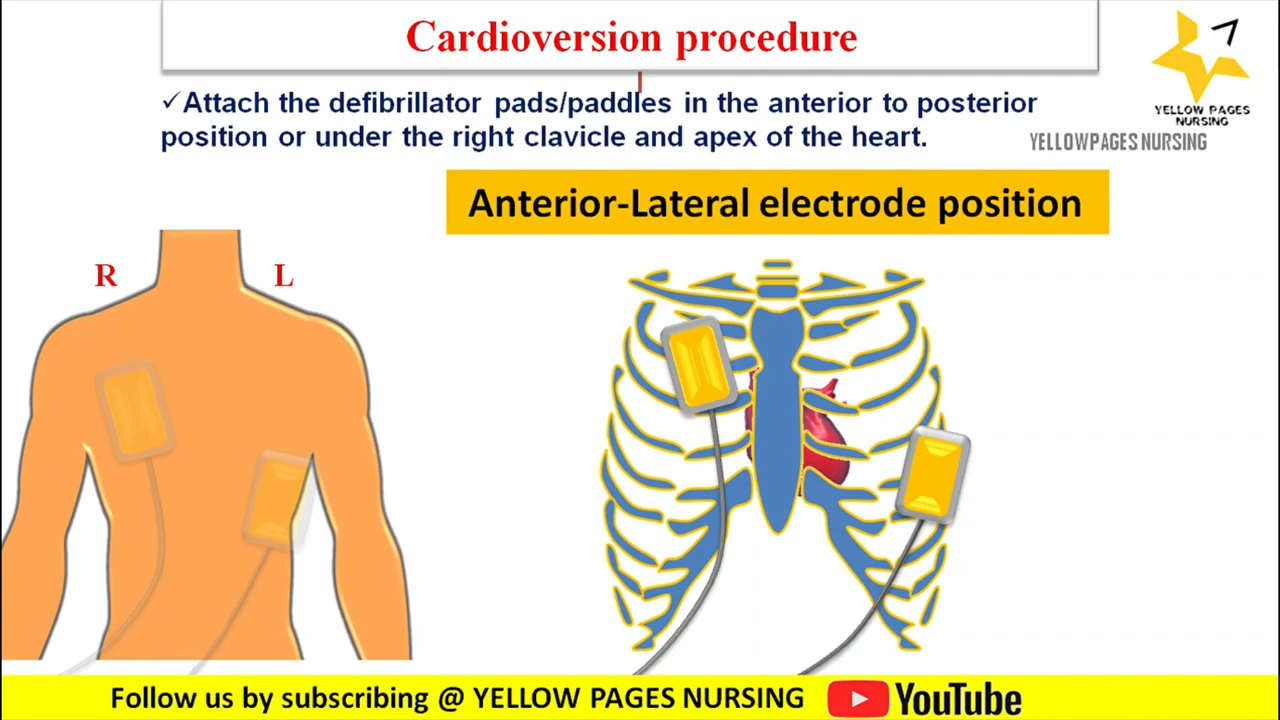 Cardioversion procedure
✓Attach the defibrillator pads/paddles in the anterior to posterior
position or under the right clavicle and apex of the heart.
YELLOW PAGES
NURSING
YELLOWPAGES NURSING
Anterior-Lateral electrode position
R L
Follow us by subscribing @ YELLOW PAGES NURSING YouTube